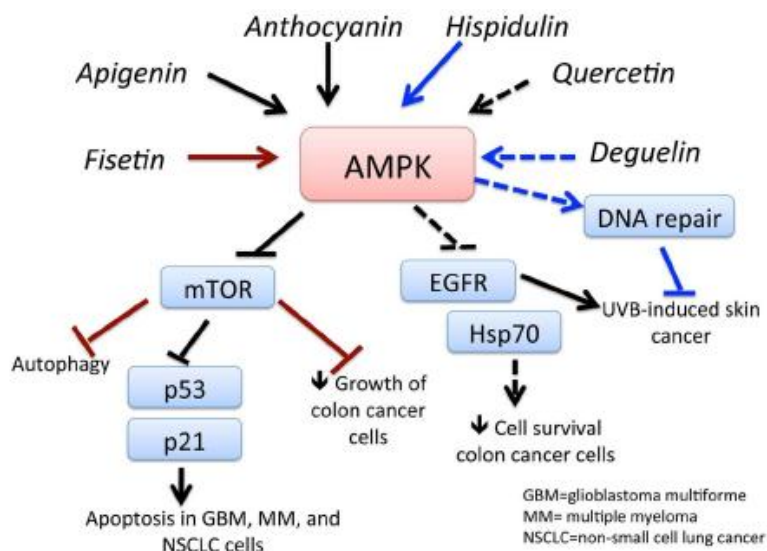 Anthocyanin
Hispidulin
Apigenin
Quercetin
Fisetin
AMPK
Deguelin
DNA repair
mTOR
EGFR
UVB-induced skin
cancer
Hsp70
Autophagy
p53
Growth of
colon cancer
cells
p21
Cell survival
colon cancer cells
Apoptosis in GBM, MM, and
NSCLC cells
GBM=glioblastoma multiforme
MM= multiple myeloma
NSCLC=non-small cell lung cancer